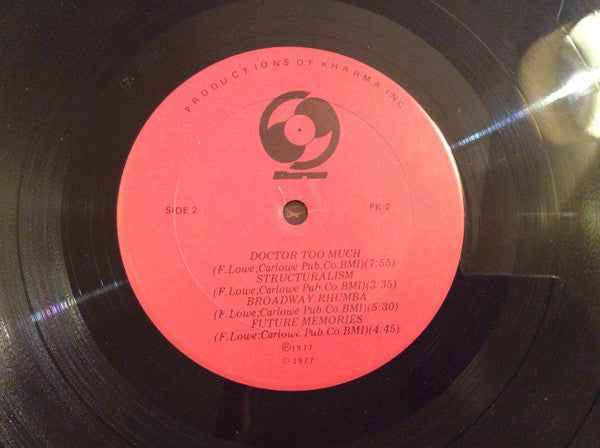 PRODUCTIONS OF KHARMA INC.
Kharma
SIDE 2
PK-2
DOCTOR TOO MUCH
(F.Lowe;Carlowe Pub.Co.BMI)(7:55)
STRUCTURALISM
(F.Lowe;Carlowe Pub.Co.BMI)(3:35)
BROADWAY RHUMBA
(F.Lowe;Carlowe Pub.Co.BMI)(5:30)
FUTURE MEMORIES
(F.Lowe;Carlowe Pub.Co.BMI)(4:45)
℗1977
©1977